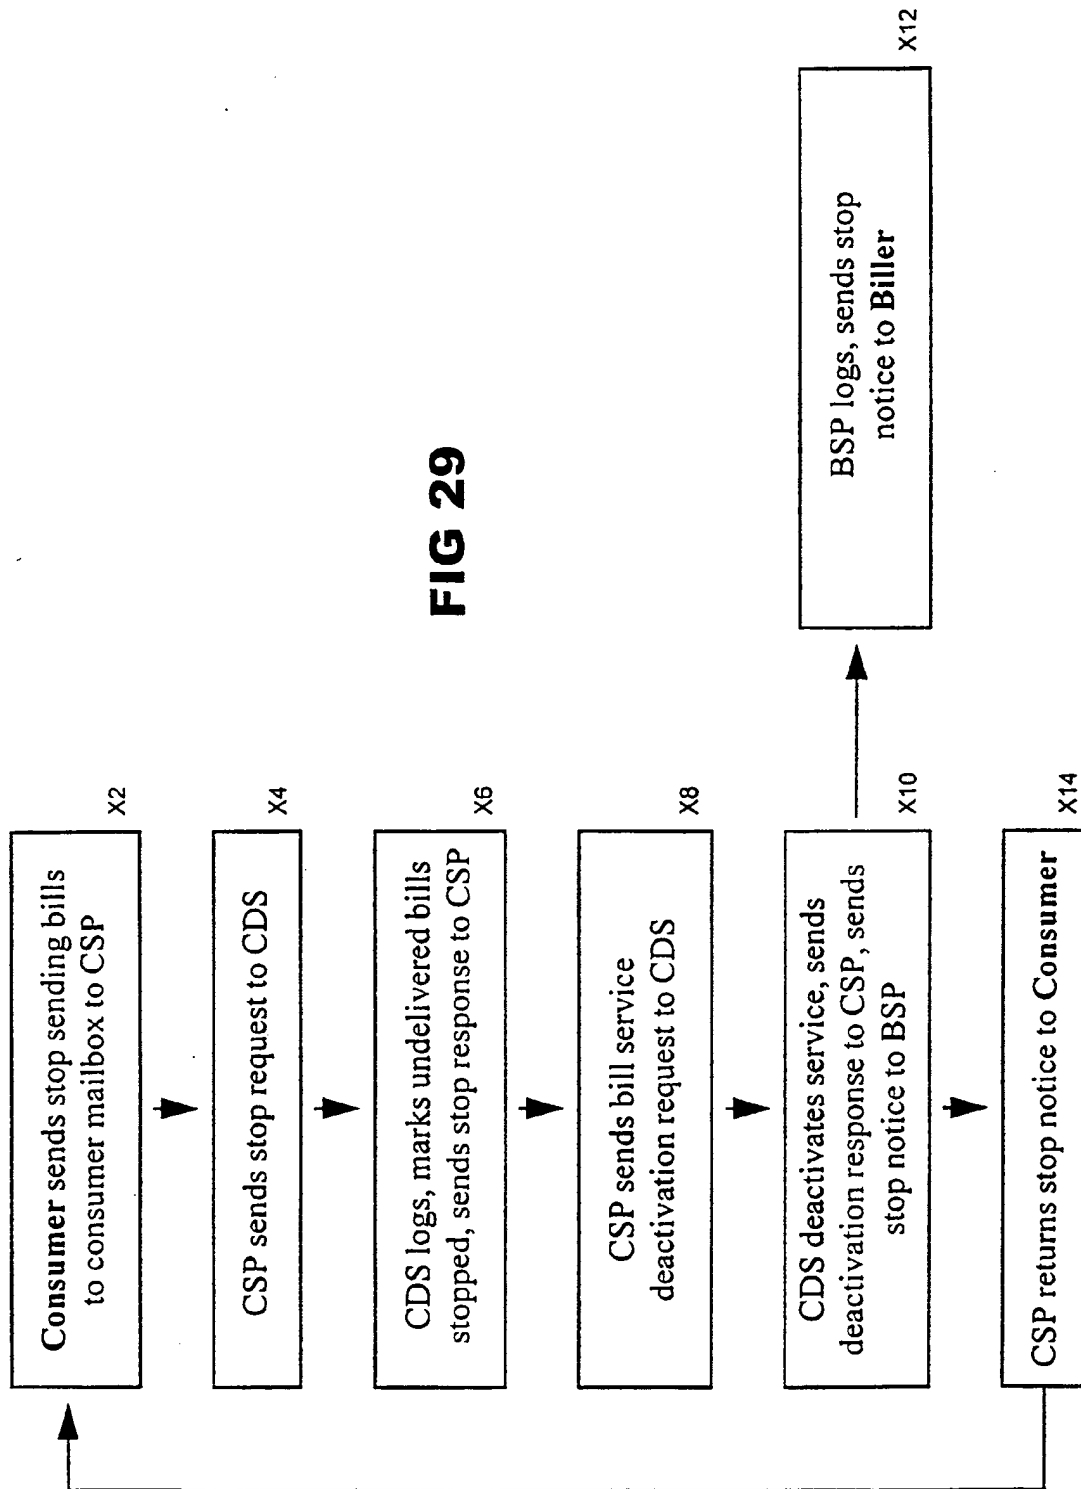 Consumer sends stop sending bills
to consumer mailbox to CSP
X2
CSP sends stop request to CDS
X4
CDS logs, marks undelivered bills
stopped, sends stop response to CSP
X6
CSP sends bill service
deactivation request to CDS
X8
CDS deactivates service, sends
deactivation response to CSP, sends
stop notice to BSP
X10
BSP logs, sends stop
notice to Biller
X12
CSP returns stop notice to Consumer
X14
FIG 29